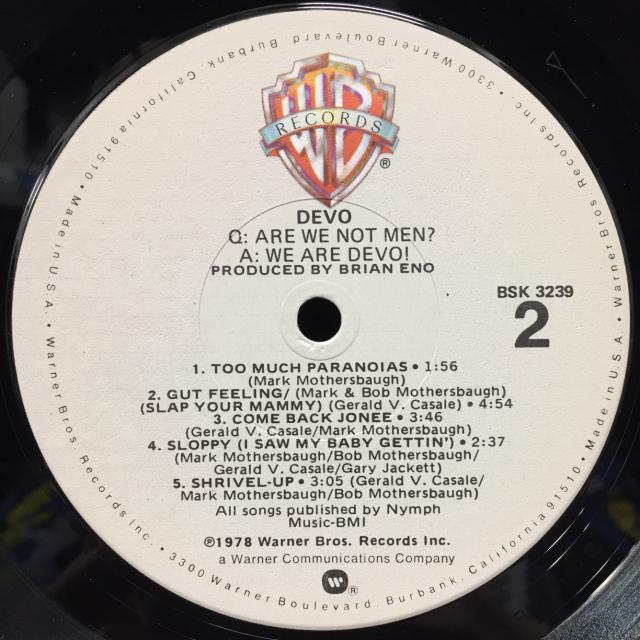 WB
RECORDS
®
DEVO
Q: ARE WE NOT MEN?
A: WE ARE DEVO!
PRODUCED BY BRIAN ENO
BSK 3239
2
1. TOO MUCH PARANOIAS • 1:56
(Mark Mothersbaugh)
2. GUT FEELING/ (Mark & Bob Mothersbaugh)
(SLAP YOUR MAMMY) (Gerald V. Casale) • 4:54
3. COME BACK JONEE • 3:46
(Gerald V. Casale/Mark Mothersbaugh)
4. SLOPPY (I SAW MY BABY GETTIN') • 2:37
(Mark Mothersbaugh/Bob Mothersbaugh/
Gerald V. Casale/Gary Jackett)
5. SHRIVEL-UP • 3:05 (Gerald V. Casale/
Mark Mothersbaugh/Bob Mothersbaugh)
All songs published by Nymph
Music-BMI
℗1978 Warner Bros. Records Inc.
a Warner Communications Company
®
Warner Bros. Records Inc. • 3300 Warner Boulevard, Burbank, California 91510 • Made in U.S.A. •
Warner Bros. Records Inc. • 3300 Warner Boulevard, Burbank, California 91510 • Made in U.S.A. •